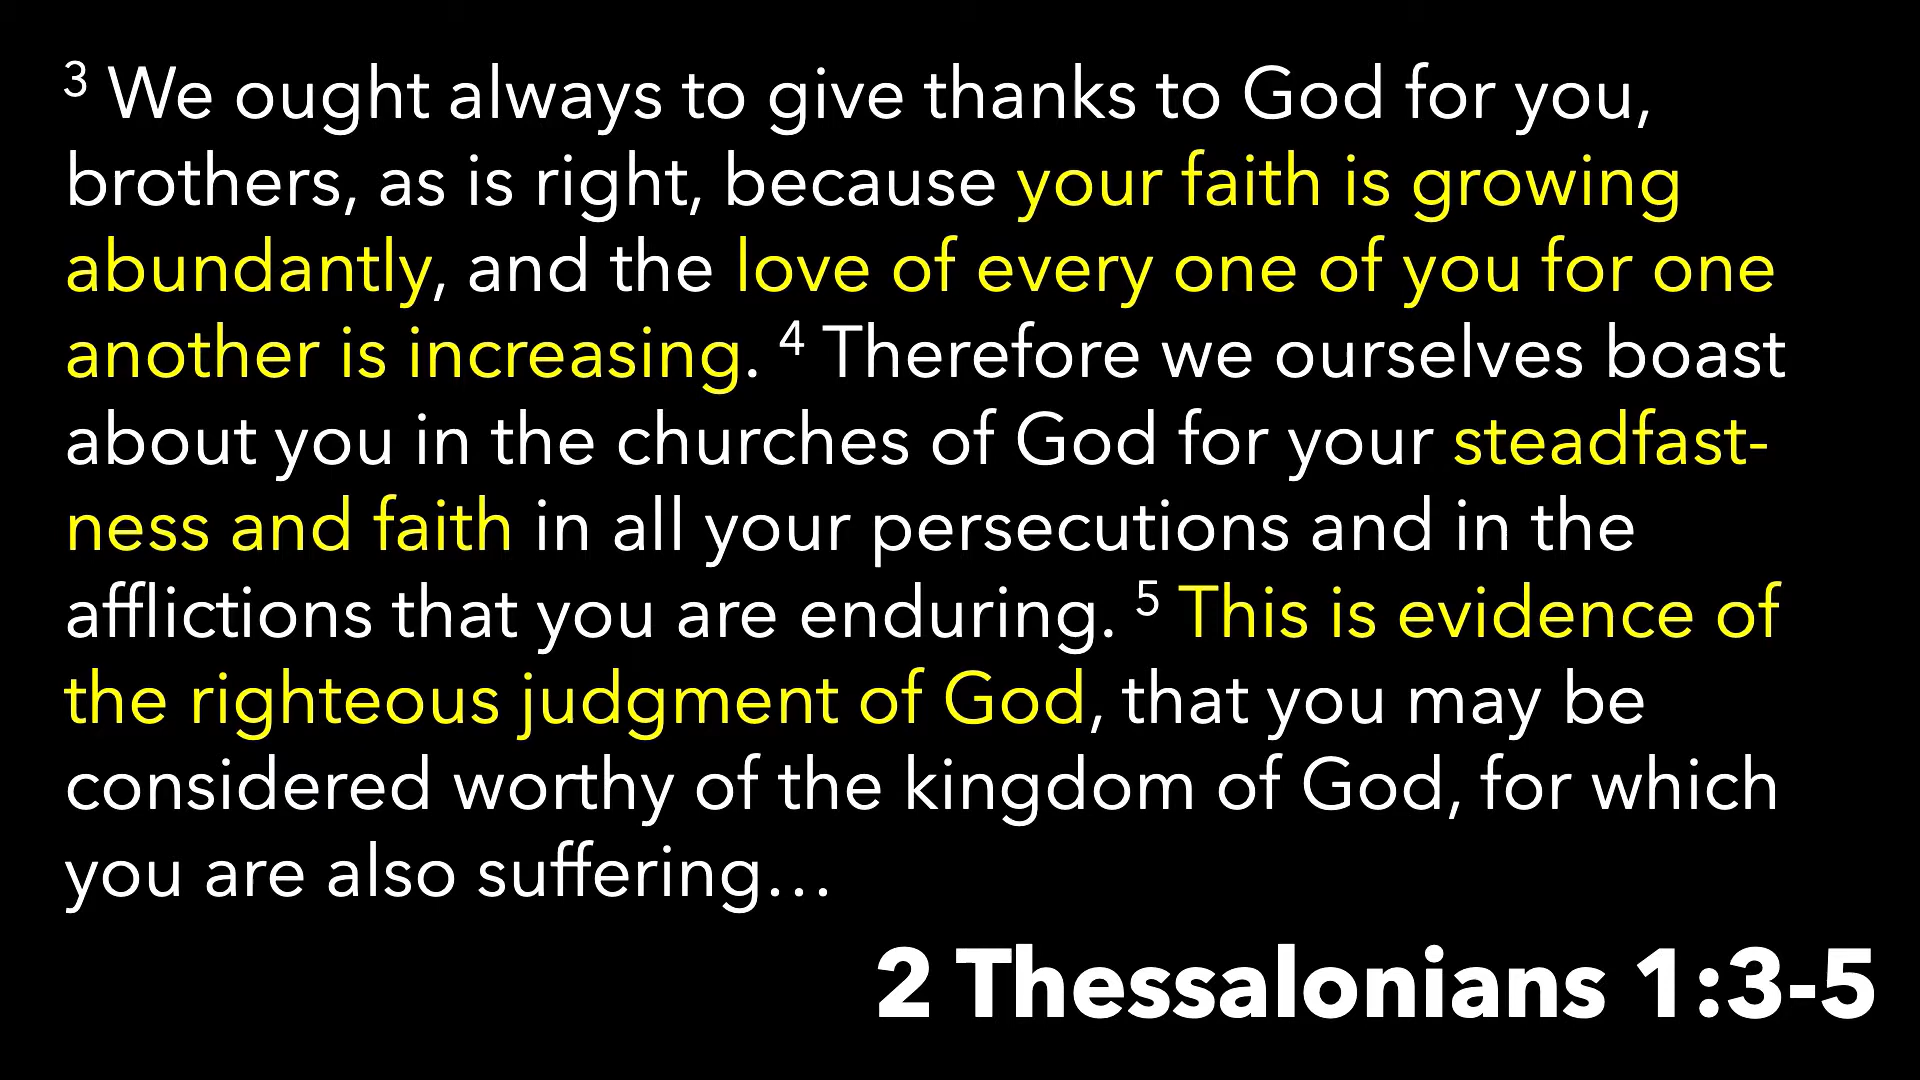 3 We ought always to give thanks to God for you,
brothers, as is right, because your faith is growing
abundantly, and the love of every one of you for one
another is increasing. 4 Therefore we ourselves boast
about you in the churches of God for your steadfast-
ness and faith in all your persecutions and in the
afflictions that you are enduring. 5 This is evidence of
the righteous judgment of God, that you may be
considered worthy of the kingdom of God, for which
you are also suffering…
2 Thessalonians 1:3-5